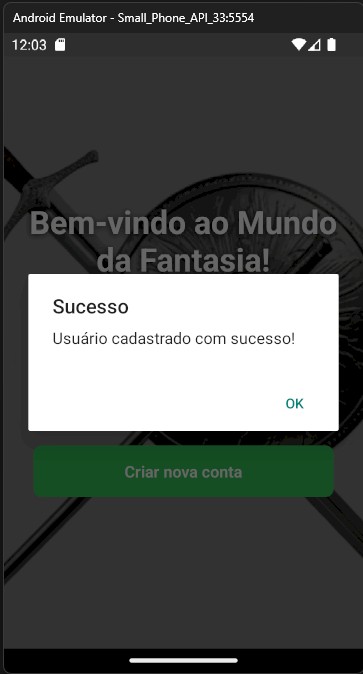 Android Emulator - Small_Phone_API_33:5554
12:03
Bem-vindo ao Mundo
da Fantasia!
Sucesso
Usuário cadastrado com sucesso!
OK
Criar nova conta